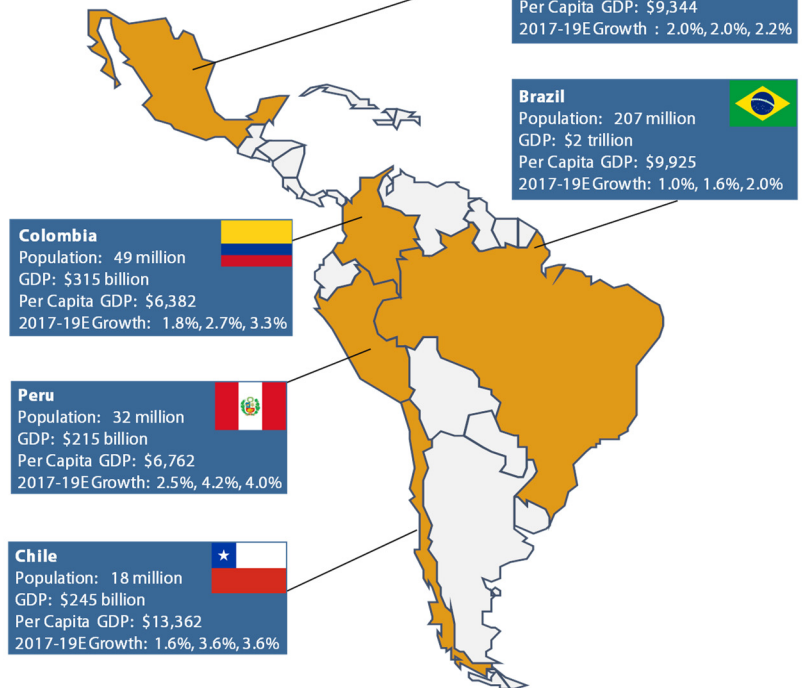 Per Capita GDP: $9,344
2017-19E Growth : 2.0%, 2.0%, 2.2%
Brazil
Population: 207 million
GDP: $2 trillion
Per Capita GDP: $9,925
2017-19E Growth: 1.0%, 1.6%, 2.0%
Colombia
Population: 49 million
GDP: $315 billion
Per Capita GDP: $6,382
2017-19E Growth: 1.8%, 2.7%, 3.3%
Peru
Population: 32 million
GDP: $215 billion
Per Capita GDP: $6,762
2017-19E Growth: 2.5%, 4.2%, 4.0%
Chile
Population: 18 million
GDP: $245 billion
Per Capita GDP: $13,362
2017-19E Growth: 1.6%, 3.6%, 3.6%